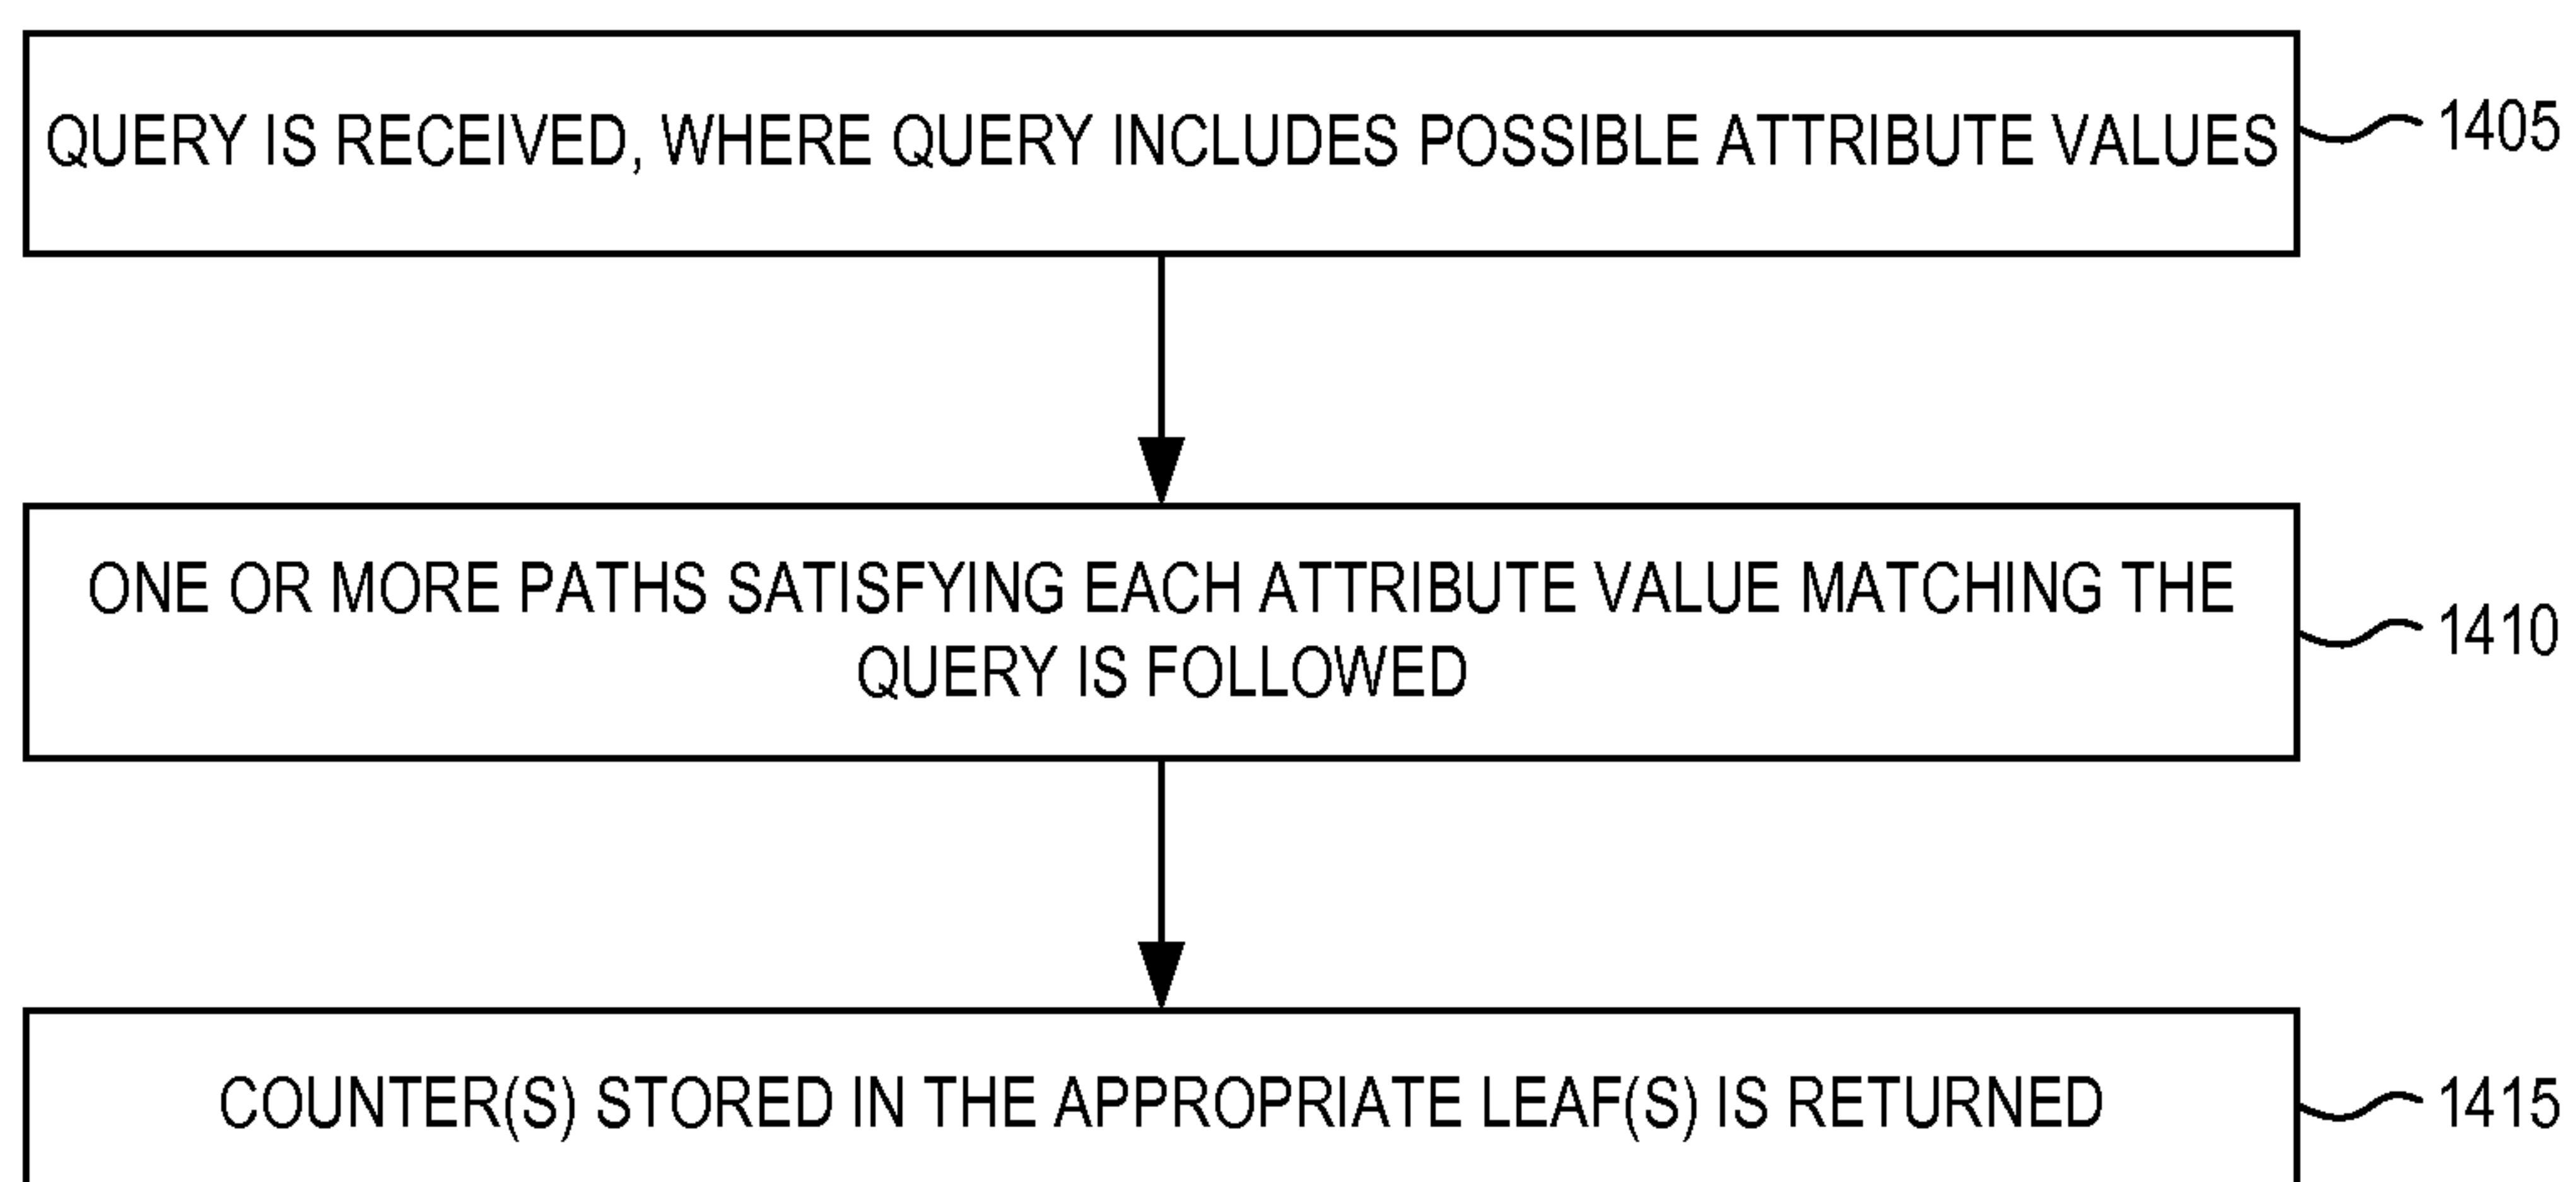 QUERY IS RECEIVED, WHERE QUERY INCLUDES POSSIBLE ATTRIBUTE VALUES
1405
ONE OR MORE PATHS SATISFYING EACH ATTRIBUTE VALUE MATCHING THE
QUERY IS FOLLOWED
1410
COUNTER(S) STORED IN THE APPROPRIATE LEAF(S) IS RETURNED
1415